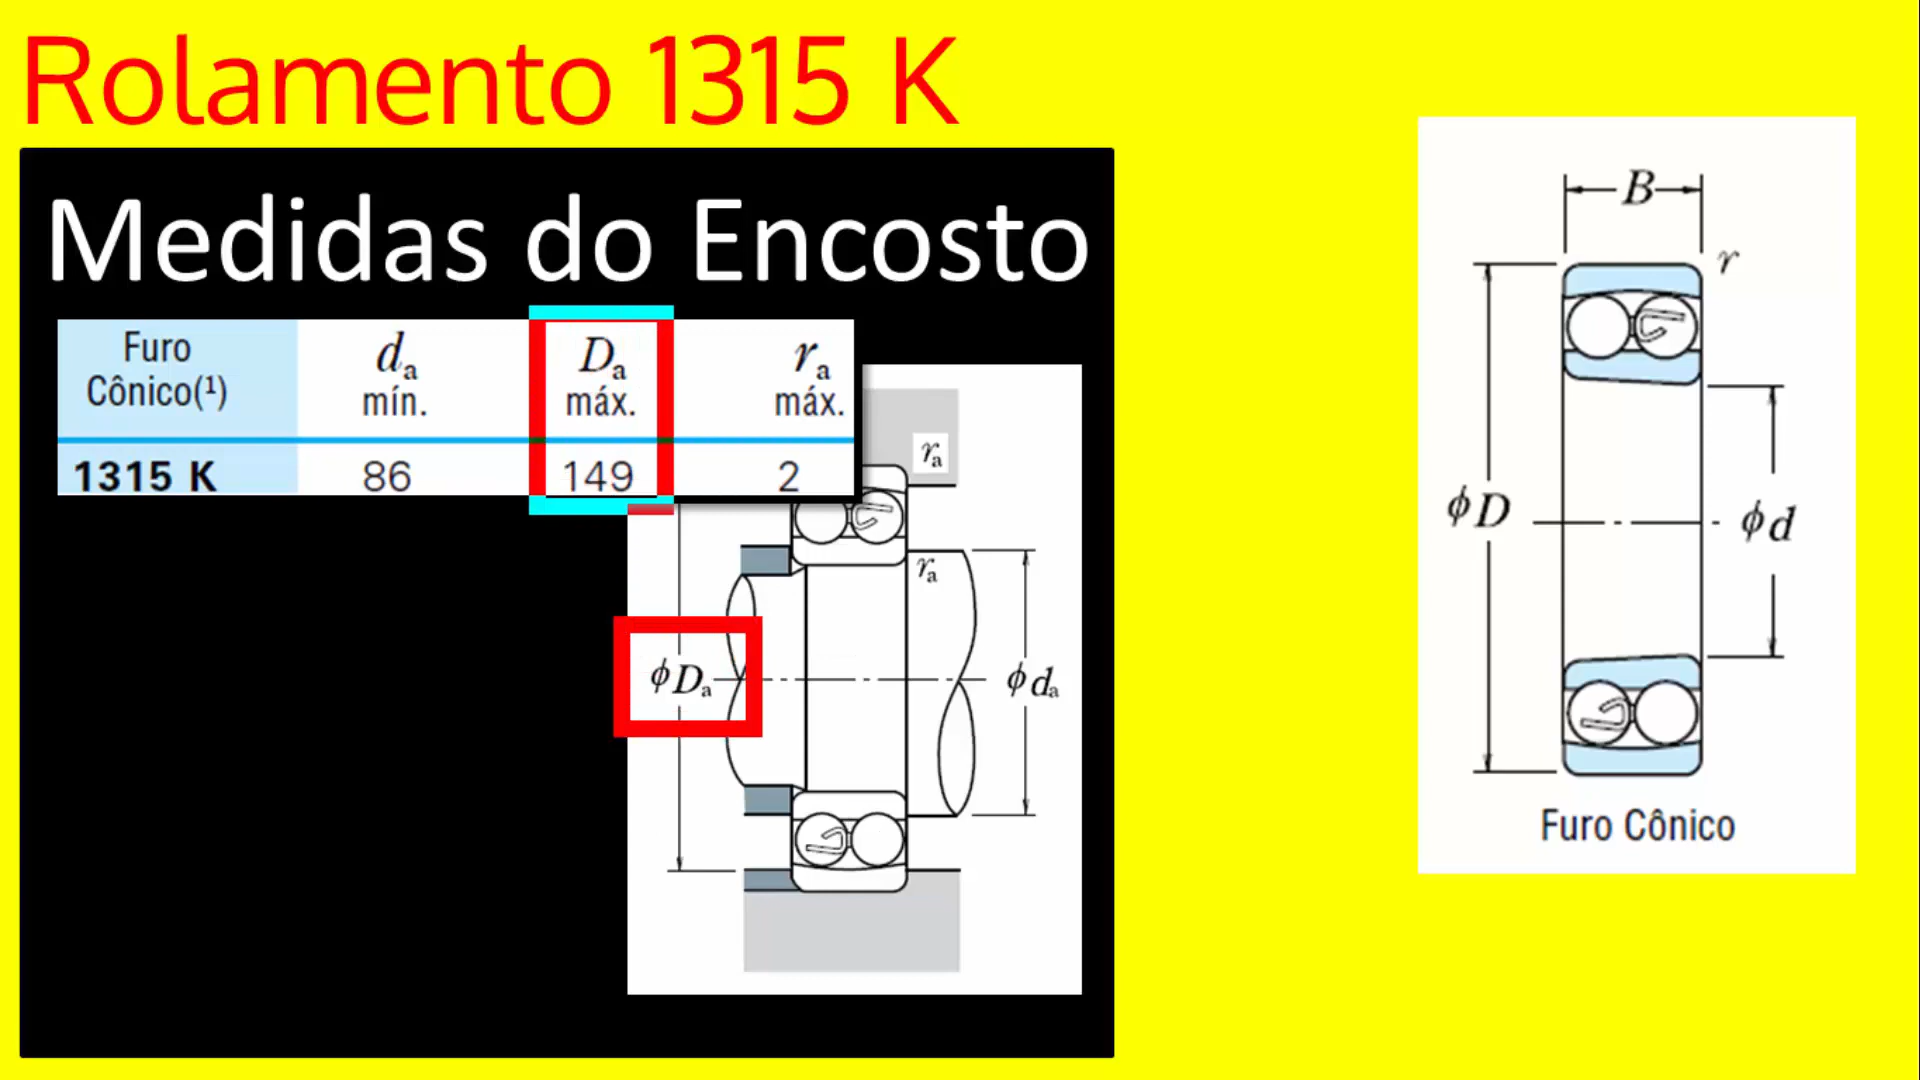 Rolamento 1315 K
Medidas do Encosto
Furo Cônico(¹) da mín. Da máx. ra máx.
1315 K 86 149 2
ra
ra
ϕDa
ϕda
B
r
ϕD
ϕd
Furo Cônico